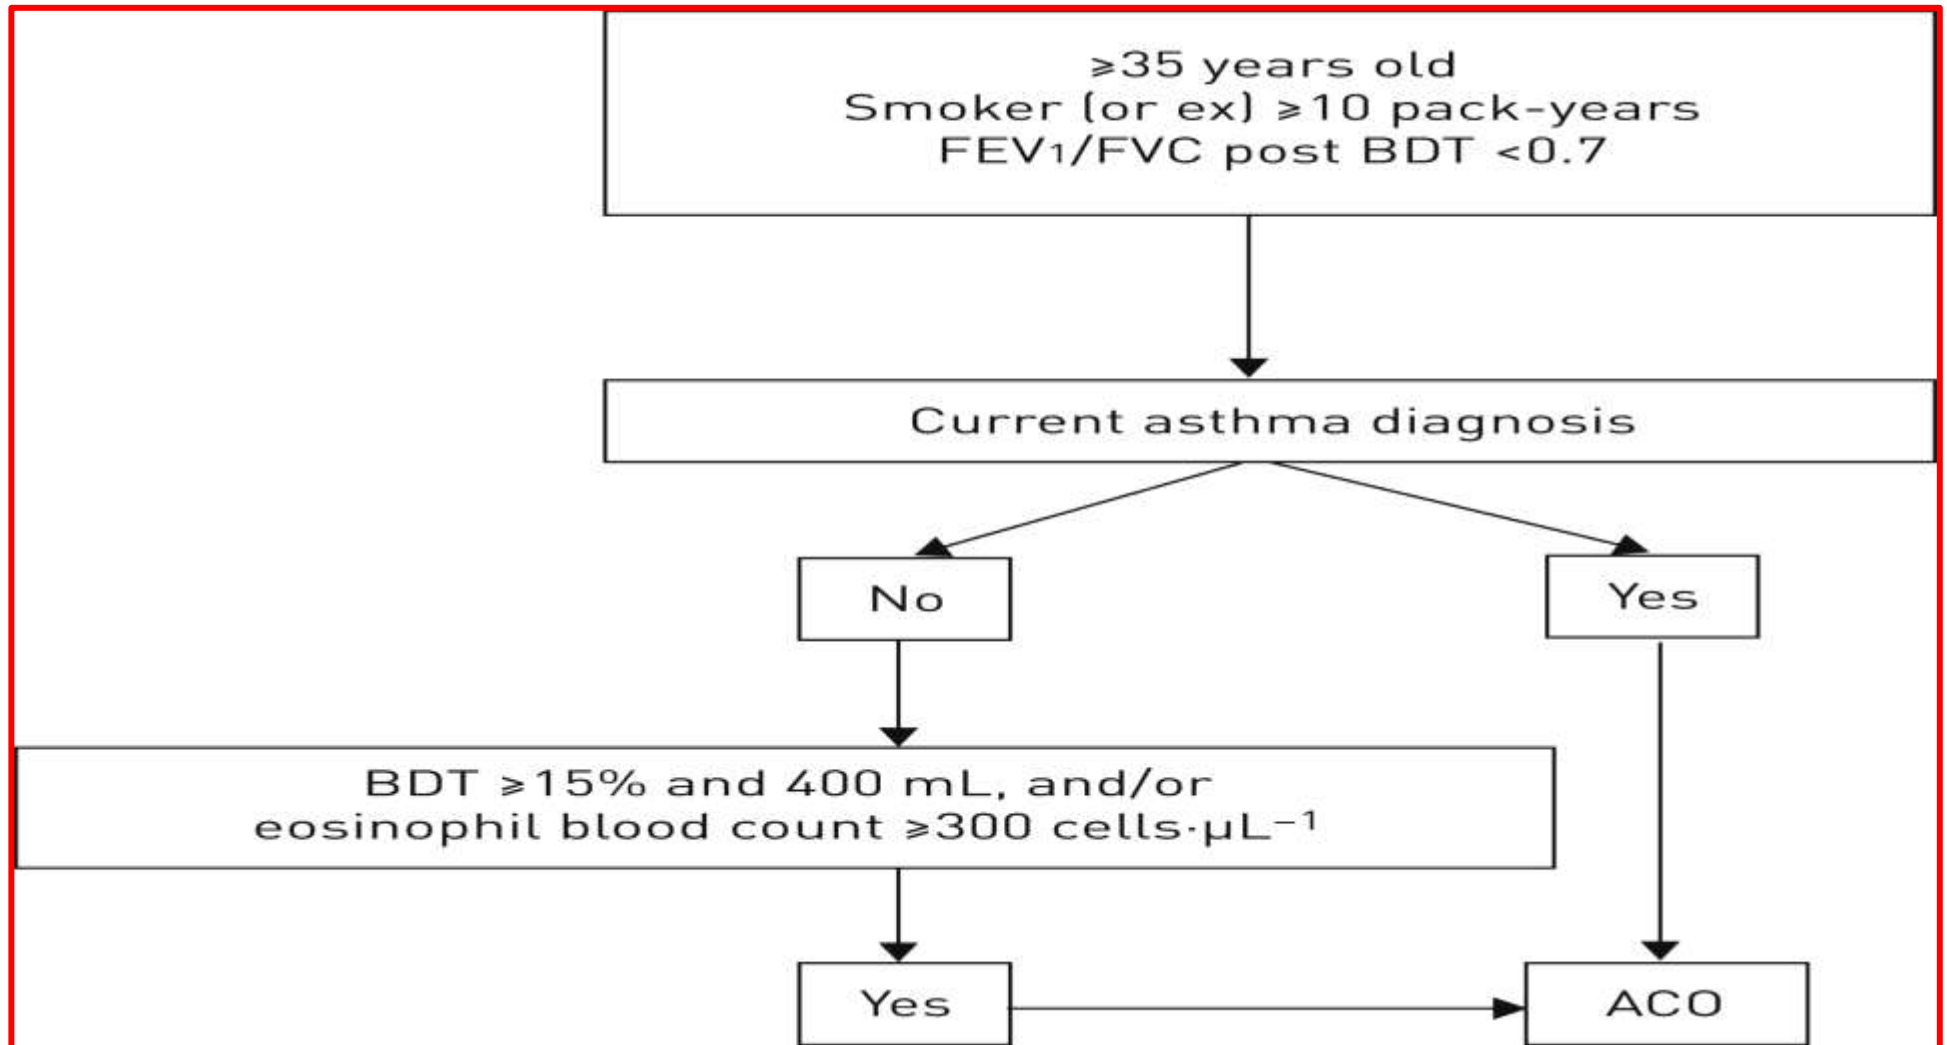 ≥35 years old
Smoker (or ex) ≥10 pack-years
FEV₁/FVC post BDT <0.7
Current asthma diagnosis
No
Yes
BDT ≥15% and 400 mL, and/or
eosinophil blood count ≥300 cells·μL⁻¹
Yes
ACO